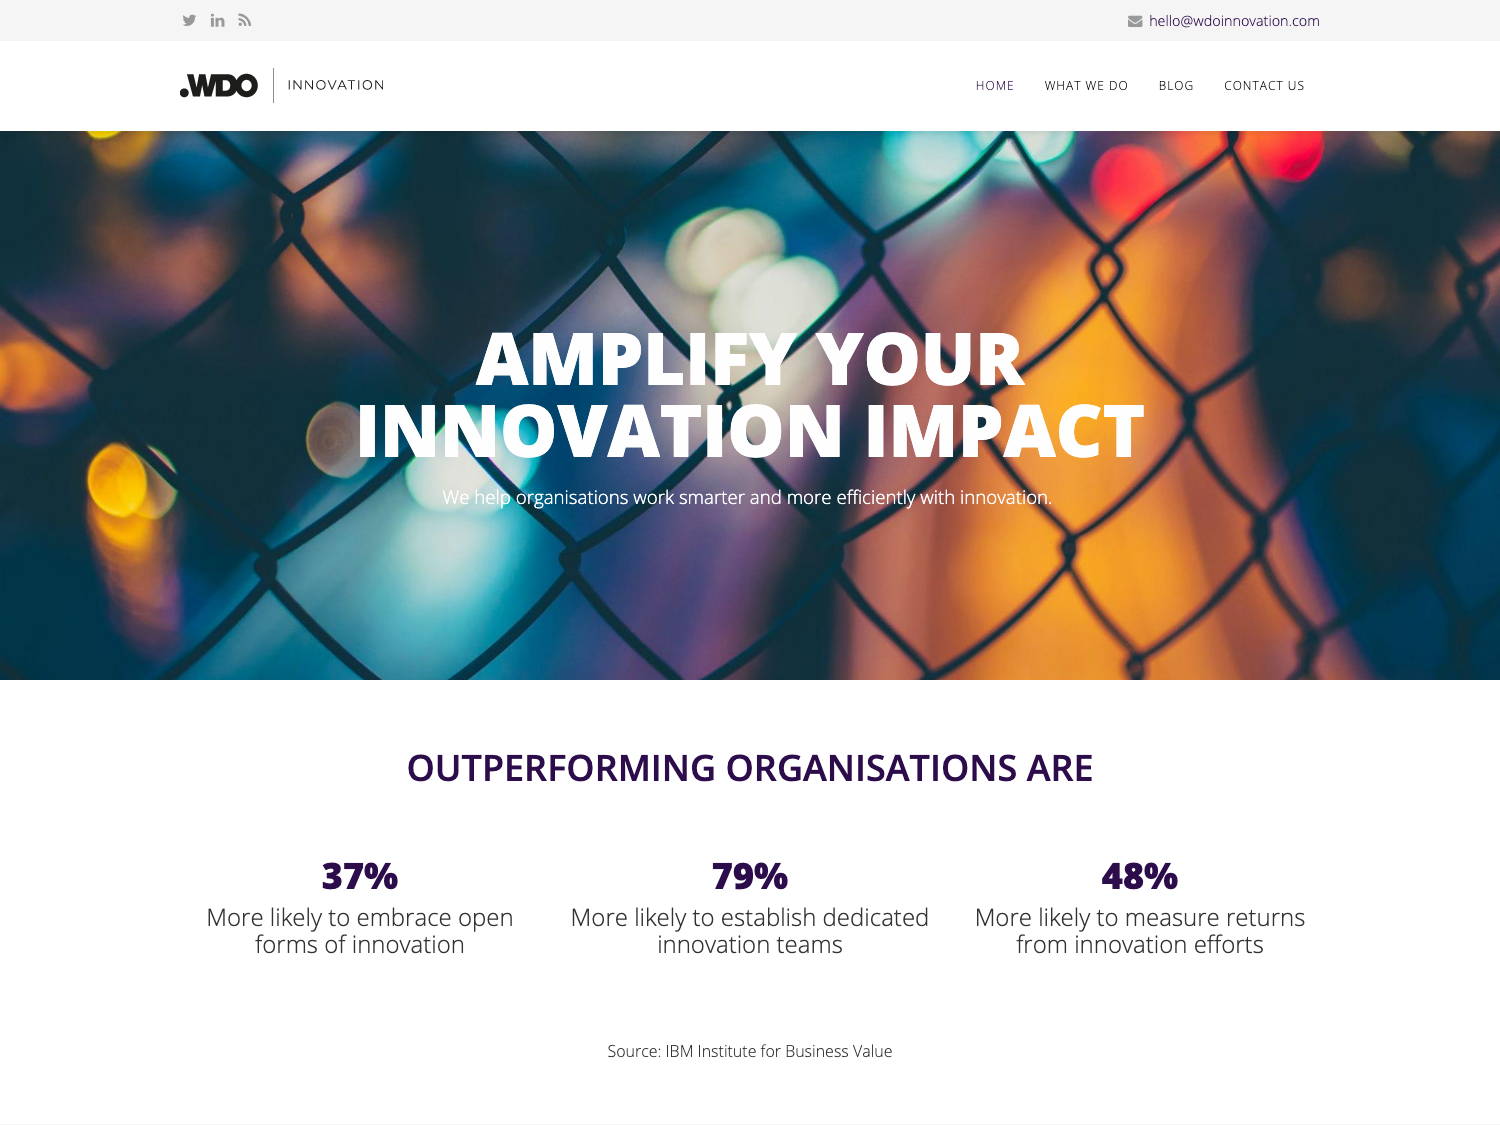 hello@wdoinnovation.com
.WDO INNOVATION
HOME WHAT WE DO BLOG CONTACT US
AMPLIFY YOUR
INNOVATION IMPACT
We help organisations work smarter and more efficiently with innovation.
OUTPERFORMING ORGANISATIONS ARE
37%
More likely to embrace open
forms of innovation
79%
More likely to establish dedicated
innovation teams
48%
More likely to measure returns
from innovation efforts
Source: IBM Institute for Business Value